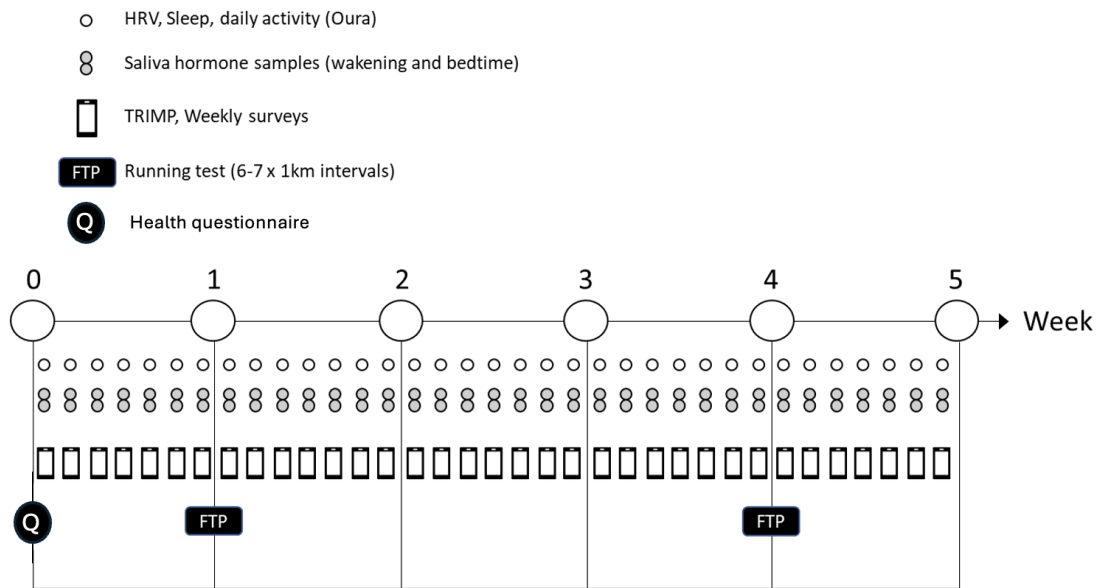 HRV, Sleep, daily activity (Oura)
Saliva hormone samples (wakening and bedtime)
TRIMP, Weekly surveys
FTP Running test (6-7 x 1km intervals)
Q Health questionnaire
0 1 2 3 4 5
Week
Q FTP FTP